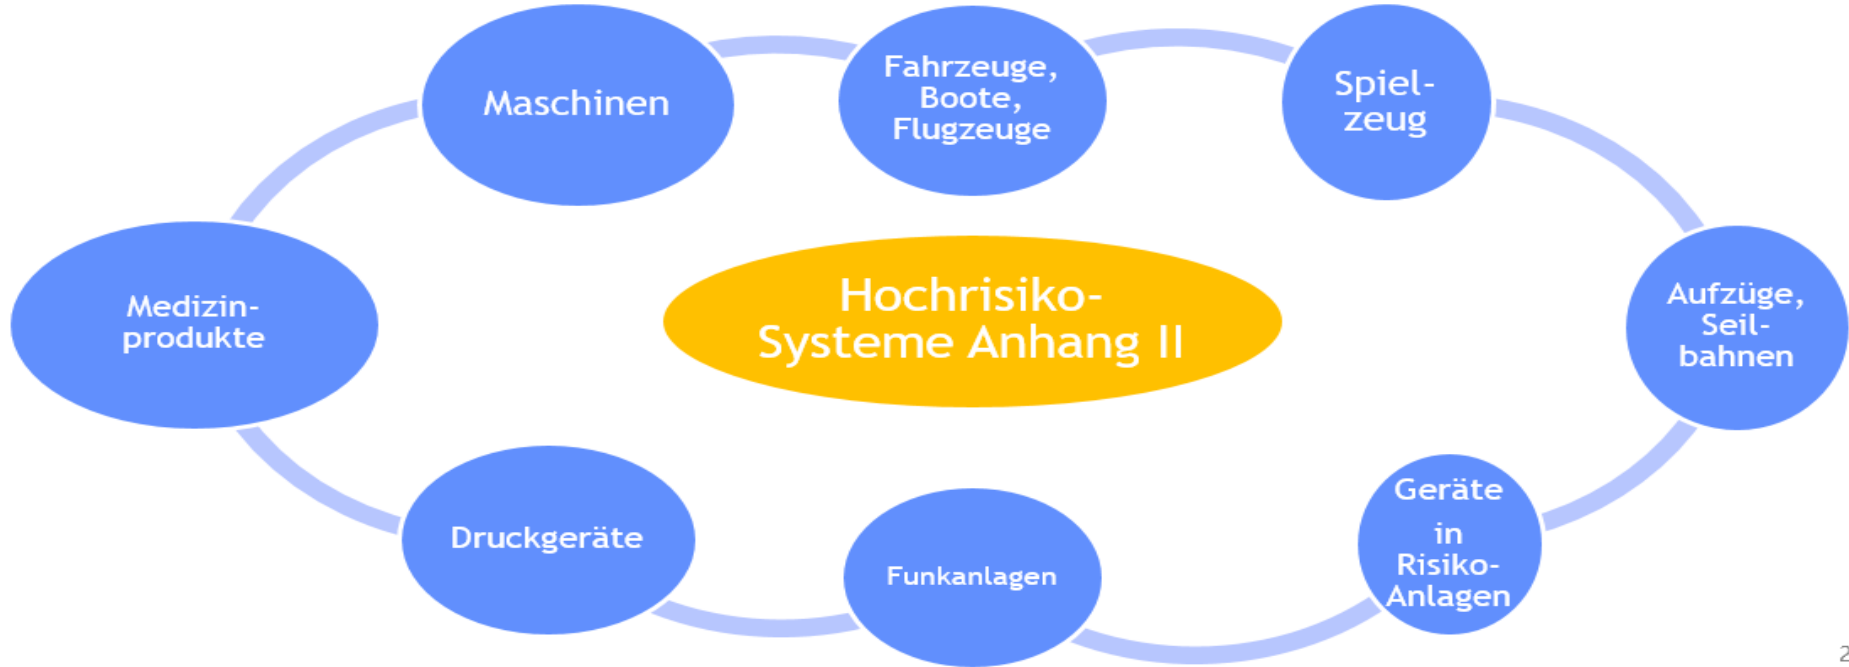 Maschinen
Fahrzeuge,
Boote,
Flugzeuge
Spiel-
zeug
Medizin-
produkte
Hochrisiko-
Systeme Anhang II
Aufzüge,
Seil-
bahnen
Druckgeräte
Funkanlagen
Geräte
in
Risiko-
Anlagen
2